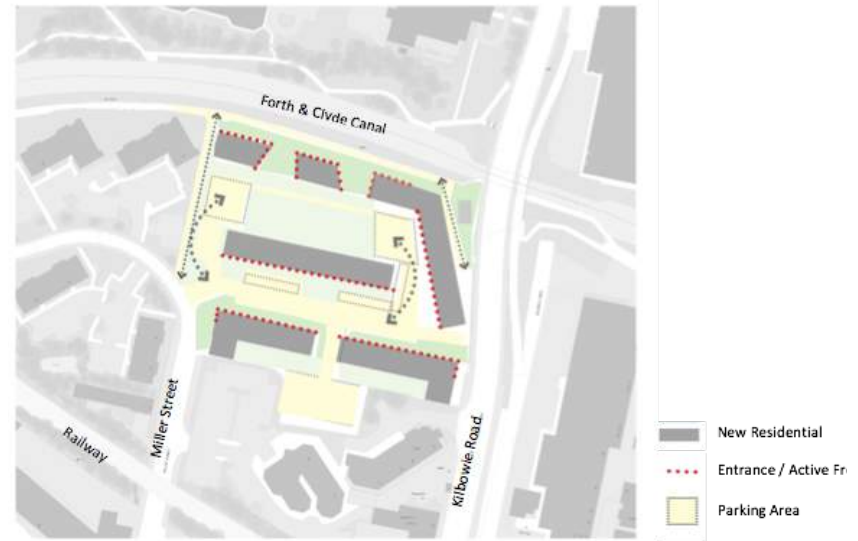 Forth & Clyde Canal
Miller Street
Railway
Kilbowie Road
New Residential
Entrance / Active Fr
Parking Area